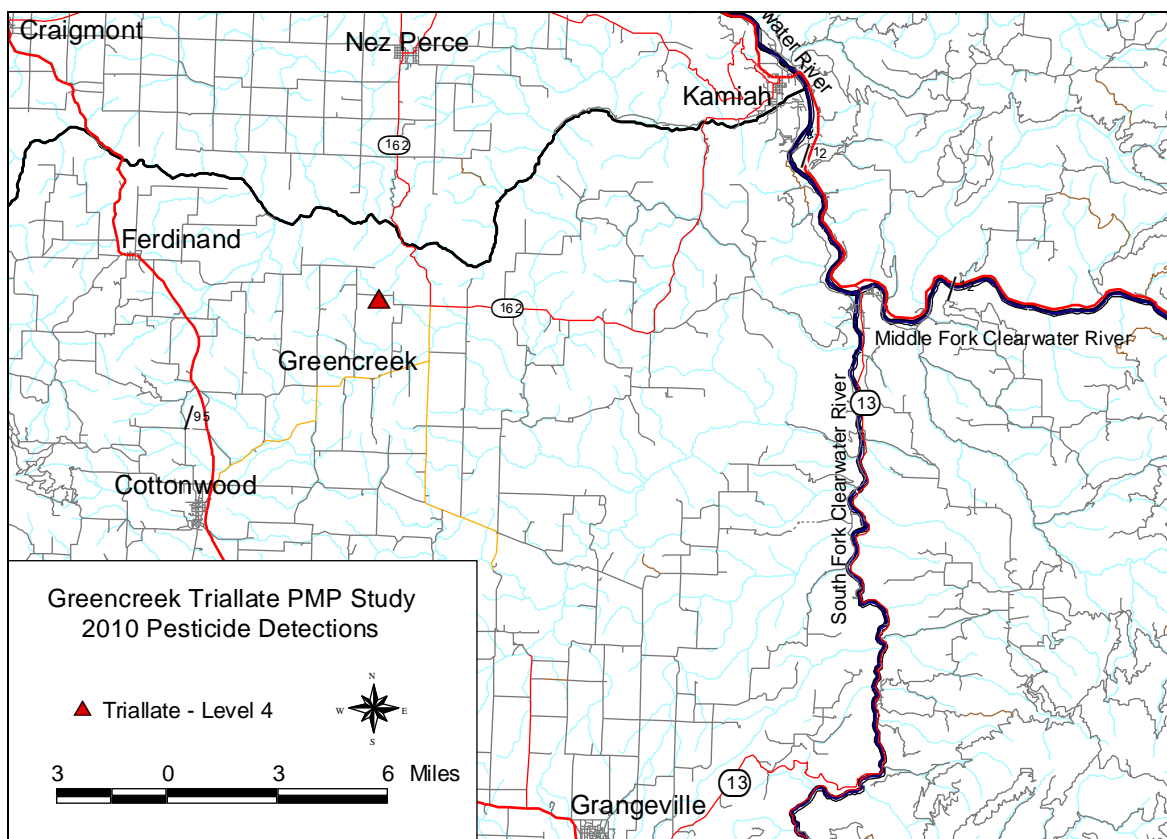 Craigmont
Nez Perce
water River
Kamiah
162
12
Ferdinand
162
Middle Fork Clearwater River
Greencreek
13
South Fork Clearwater River
95
Cottonwood
Greencreek Triallate PMP Study
2010 Pesticide Detections
Triallate - Level 4
N
W
E
S
3 0 3 6 Miles
13
Grangeville